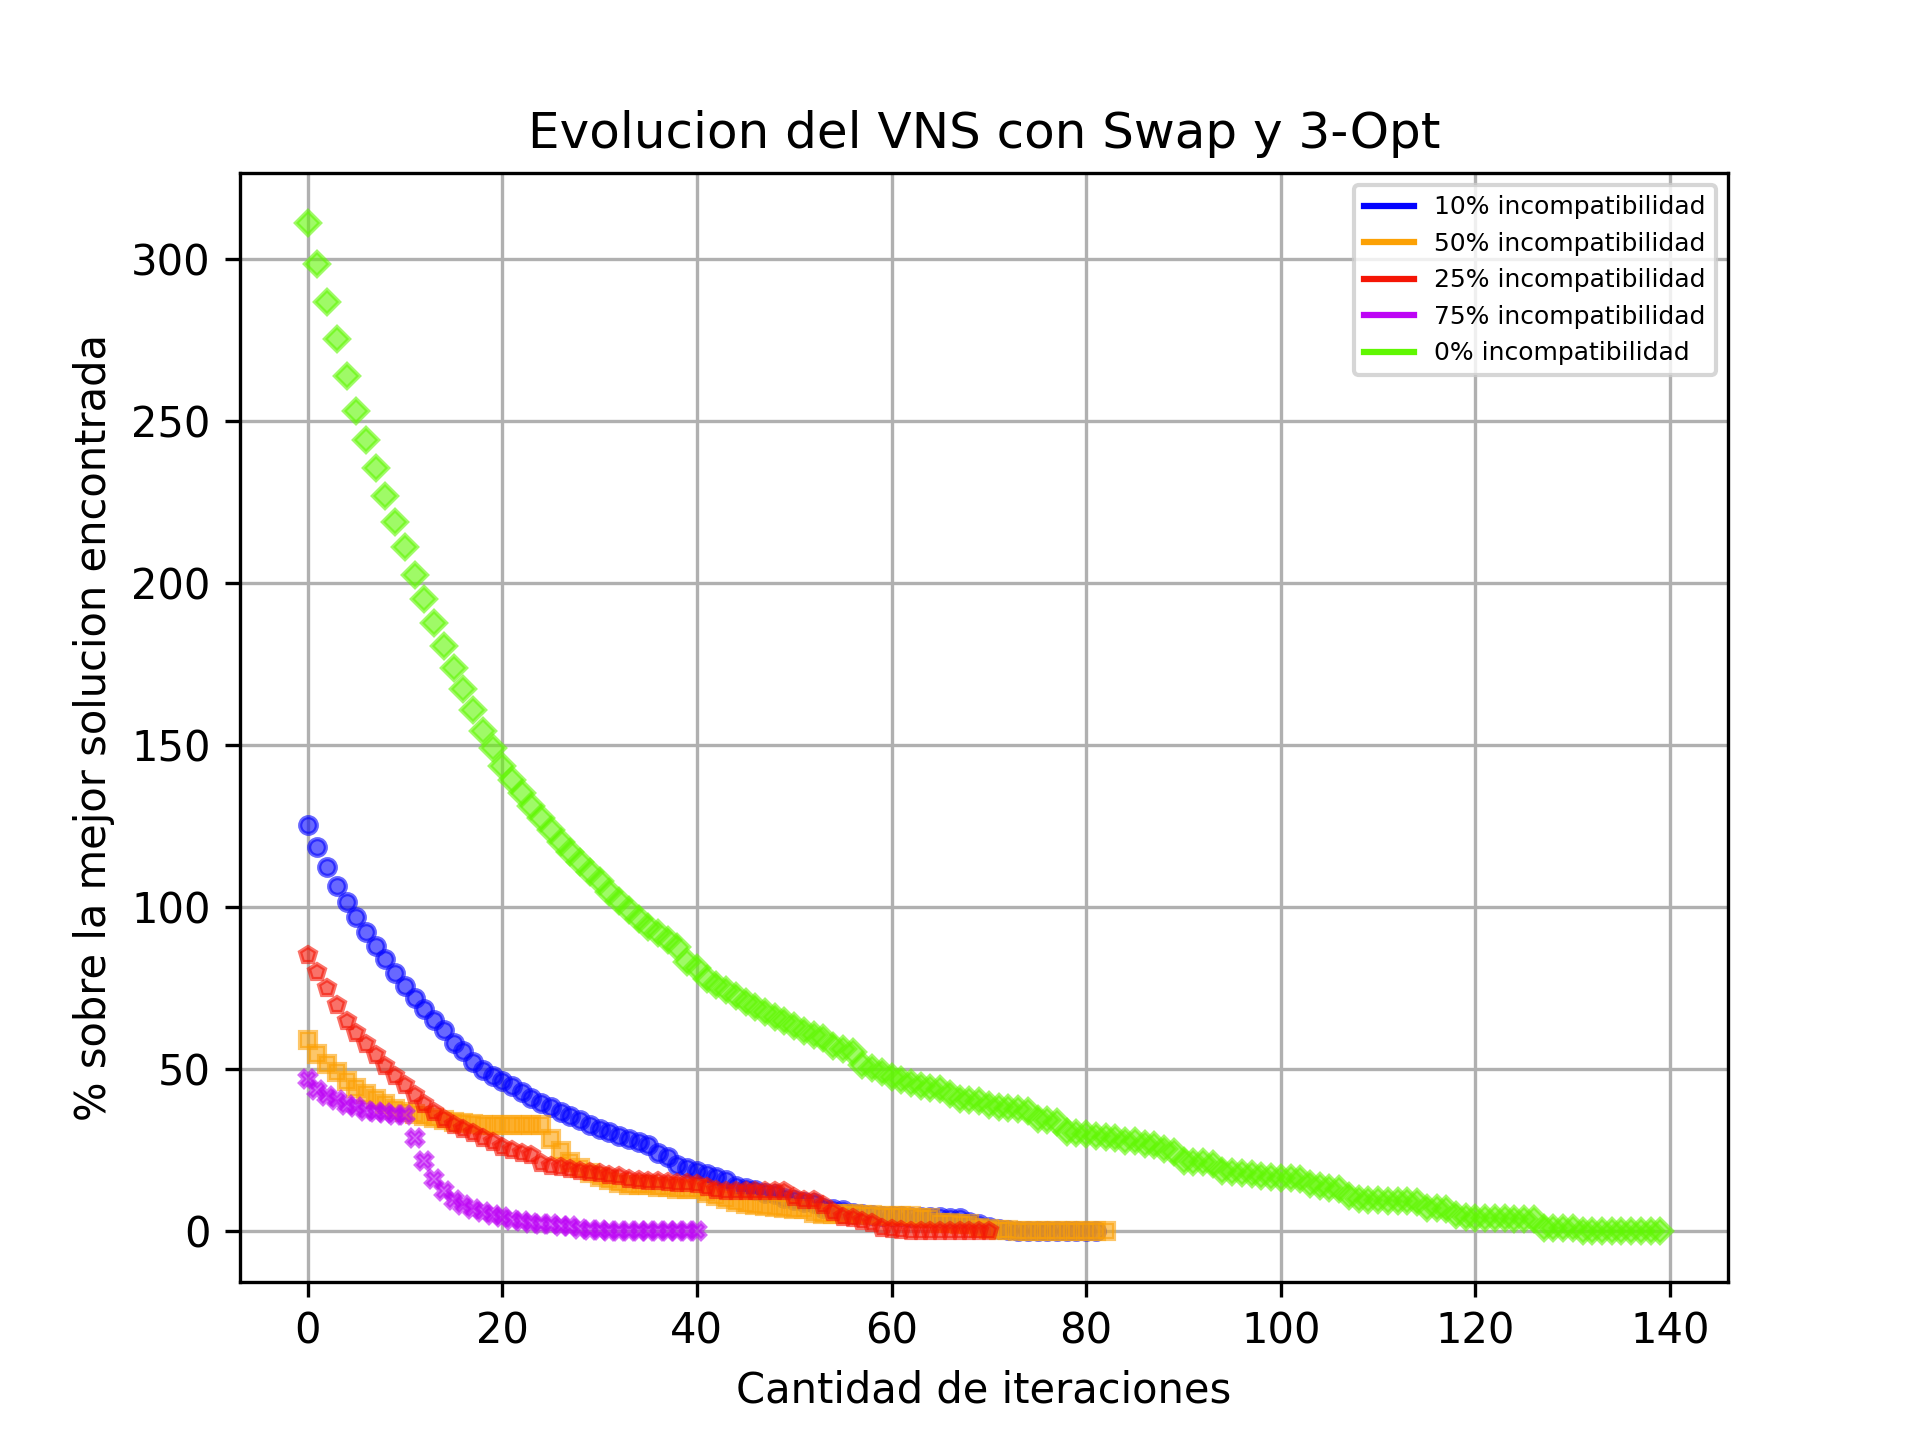 Evolucion del VNS con Swap y 3-Opt
10% incompatibilidad
50% incompatibilidad
25% incompatibilidad
75% incompatibilidad
0% incompatibilidad
% sobre la mejor solucion encontrada
300
250
200
150
100
50
0
0 20 40 60 80 100 120 140
Cantidad de iteraciones